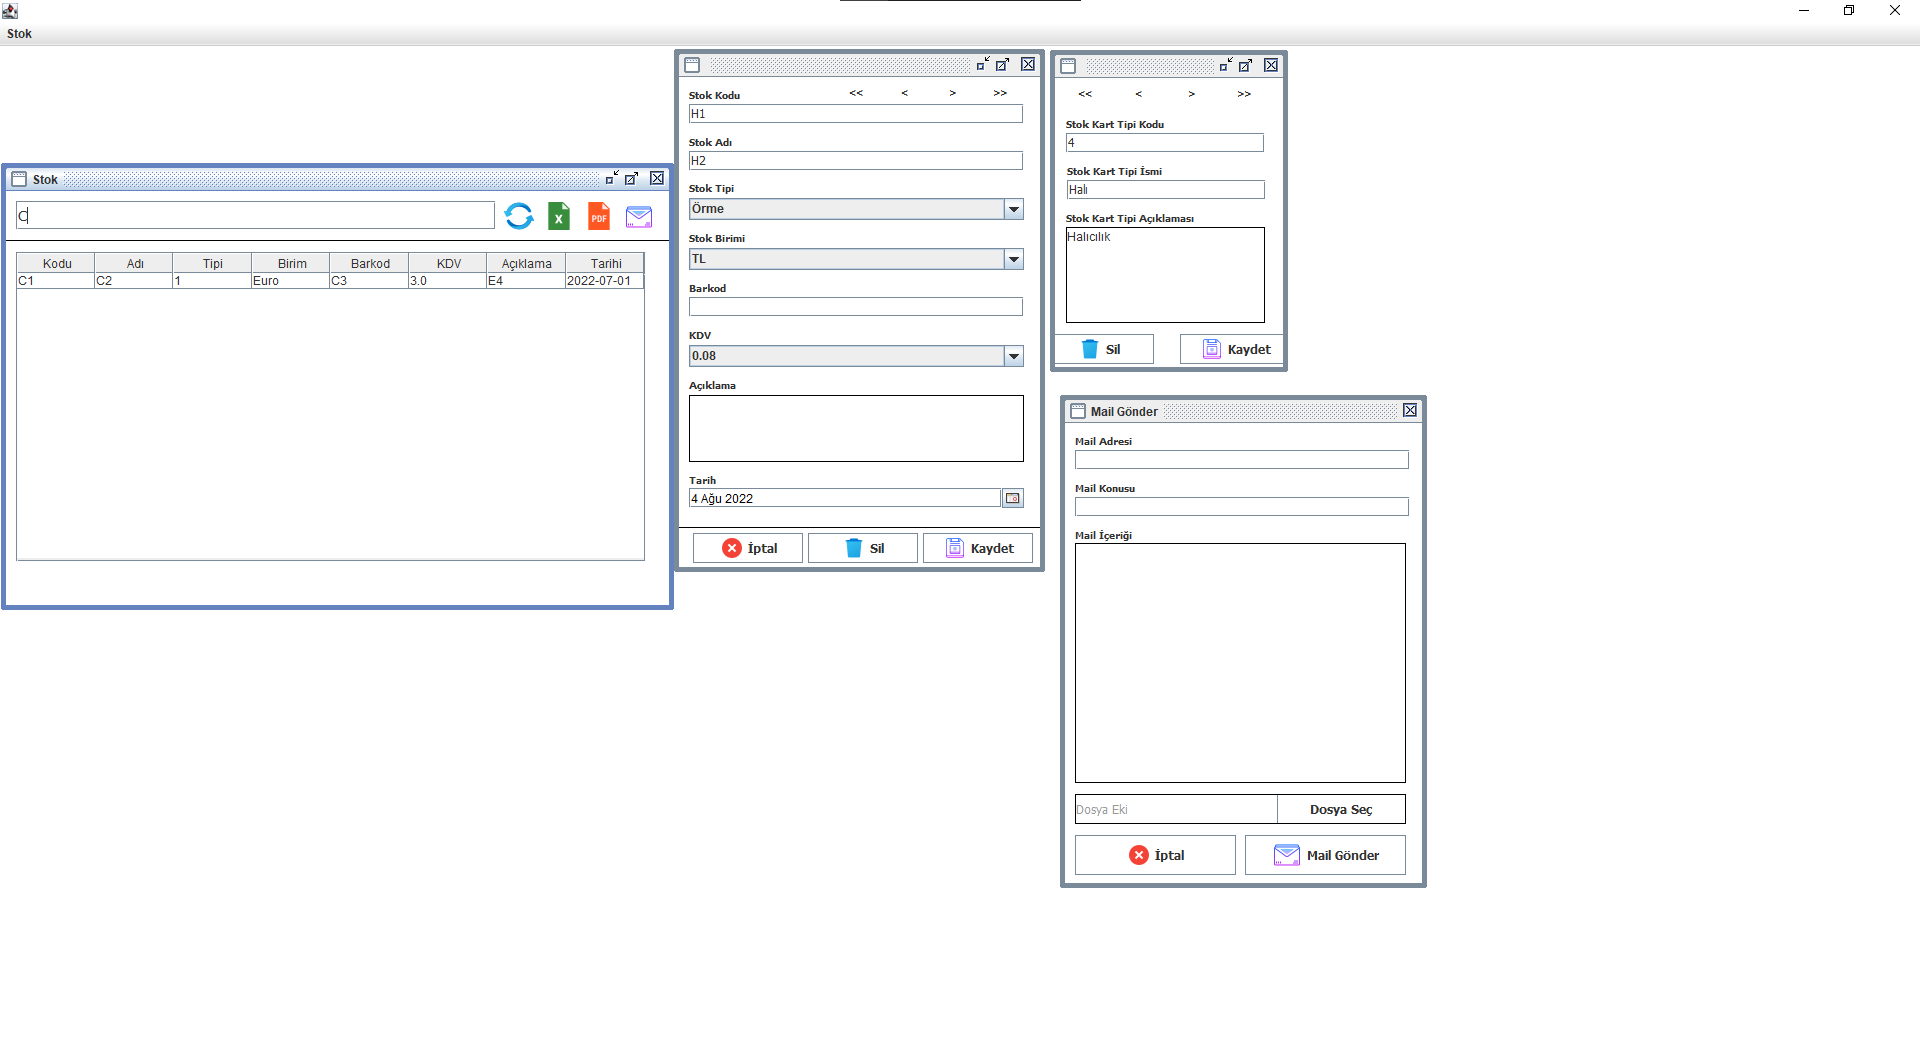 Stok
Stok
C
X
PDF
Kodu Adı Tipi Birim Barkod KDV Açıklama Tarihi
C1 C2 1 Euro C3 3.0 E4 2022-07-01
<< < > >>
Stok Kodu
H1
Stok Adı
H2
Stok Tipi
Örme
Stok Birimi
TL
Barkod
KDV
0.08
Açıklama
Tarih
4 Ağu 2022
İptal Sil Kaydet
<< < > >>
Stok Kart Tipi Kodu
4
Stok Kart Tipi İsmi
Halı
Stok Kart Tipi Açıklaması
Halıcılık
Sil Kaydet
Mail Gönder
Mail Adresi
Mail Konusu
Mail İçeriği
Dosya Eki Dosya Seç
İptal Mail Gönder